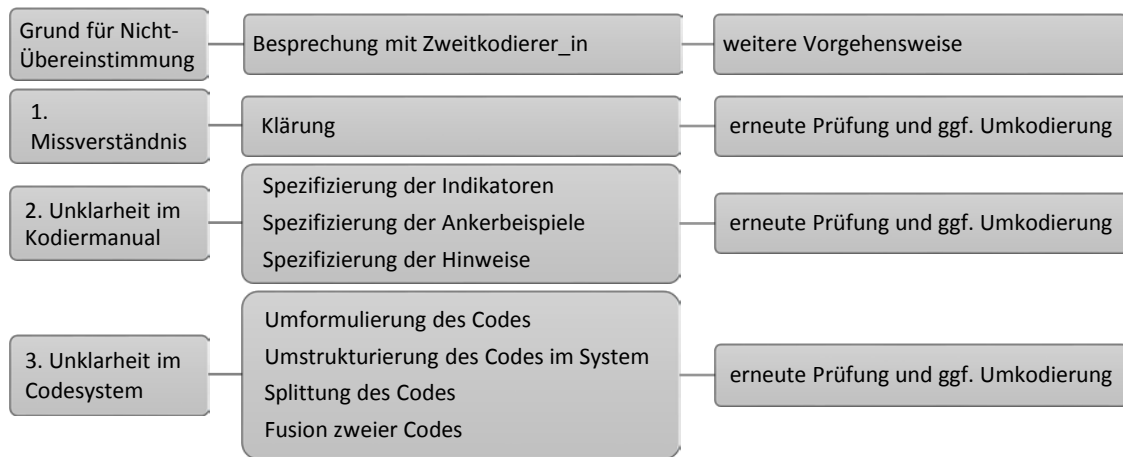 Grund für Nicht-
Übereinstimmung
Besprechung mit Zweitkodierer_in
weitere Vorgehensweise
1.
Missverständnis
Klärung
erneute Prüfung und ggf. Umkodierung
2. Unklarheit im
Kodiermanual
Spezifizierung der Indikatoren
Spezifizierung der Ankerbeispiele
Spezifizierung der Hinweise
erneute Prüfung und ggf. Umkodierung
3. Unklarheit im
Codesystem
Umformulierung des Codes
Umstrukturierung des Codes im System
Splittung des Codes
Fusion zweier Codes
erneute Prüfung und ggf. Umkodierung